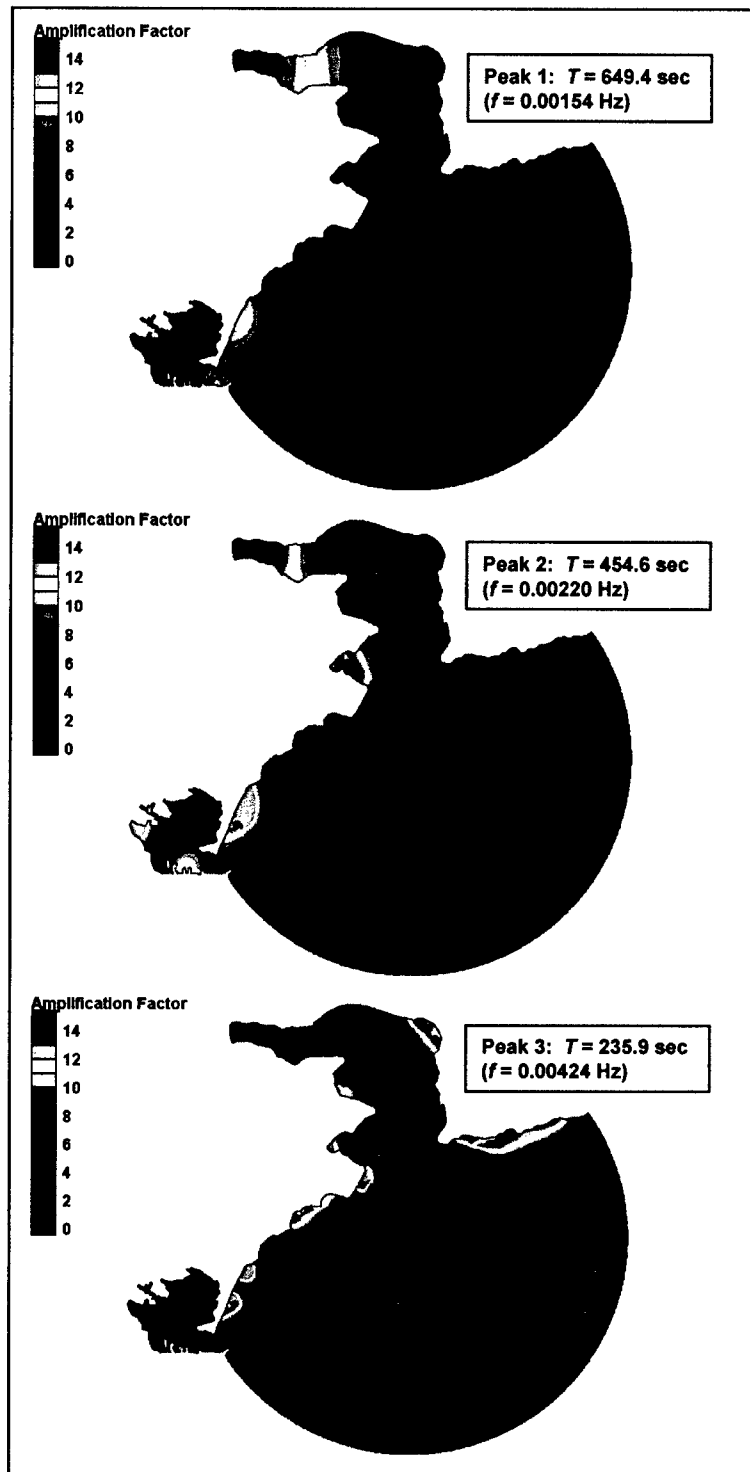 Amplification Factor
14
12
10
8
6
4
2
0
Peak 1: T = 649.4 sec
(f = 0.00154 Hz)
Amplification Factor
14
12
10
8
6
4
2
0
Peak 2: T = 454.6 sec
(f = 0.00220 Hz)
Amplification Factor
14
12
10
8
6
4
2
0
Peak 3: T = 235.9 sec
(f = 0.00424 Hz)